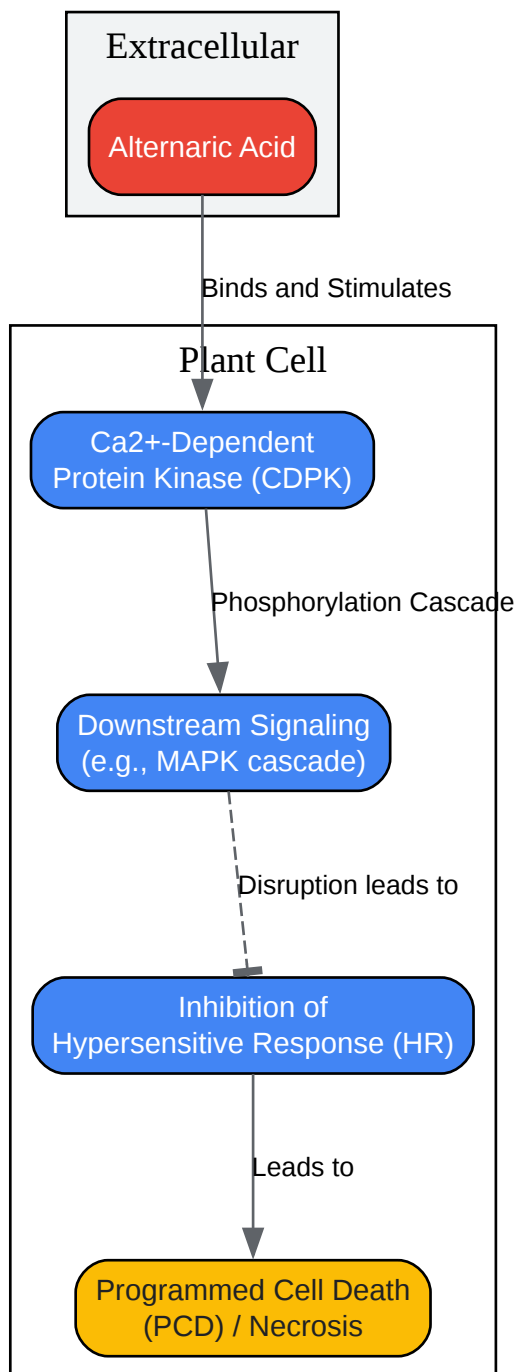 Extracellular
Alternaric Acid
Binds and Stimulates
Plant Cell
Ca2+-Dependent
Protein Kinase (CDPK)
Phosphorylation Cascade
Downstream Signaling
(e.g., MAPK cascade)
Disruption leads to
Inhibition of
Hypersensitive Response (HR)
Leads to
Programmed Cell Death
(PCD) / Necrosis